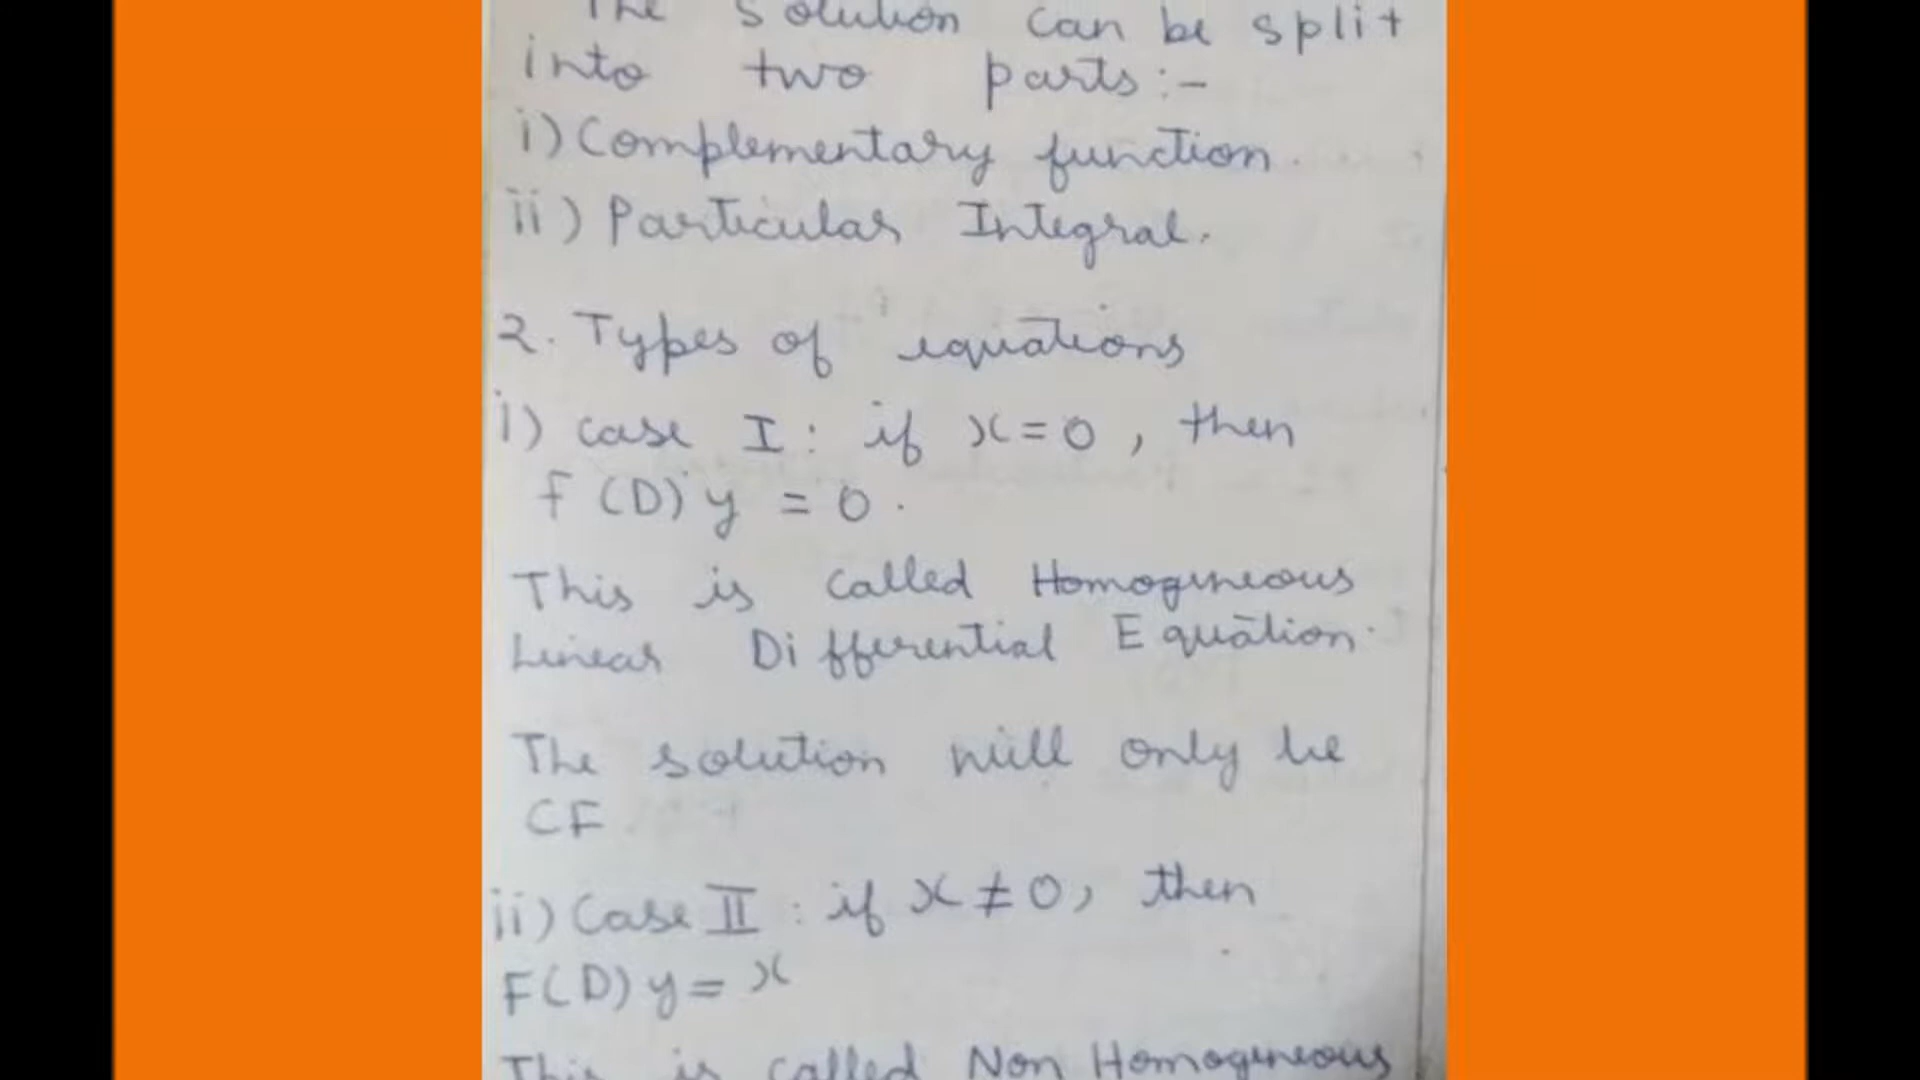 The Solution can be split
into two parts:-
i) Complementary function.
ii) Particular Integral.
2. Types of equations
i) case I : if x=0, then
F(D)y = 0.
This is called Homogeneous
Linear Differential Equation.
The solution will only be
CF
ii) Case II : if x ≠ 0, then
F(D)y = x
This is called Non Homogeneous